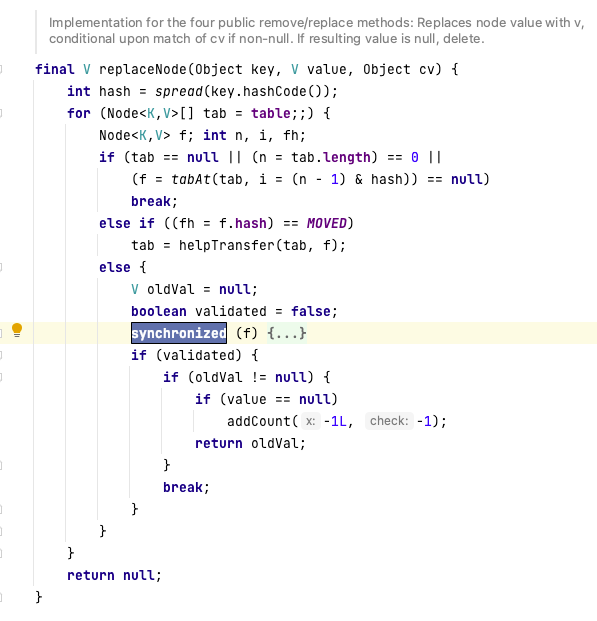 Implementation for the four public remove/replace methods: Replaces node value with v,
conditional upon match of cv if non-null. If resulting value is null, delete.
final V replaceNode(Object key, V value, Object cv) {
    int hash = spread(key.hashCode());
    for (Node<K,V>[] tab = table;;) {
        Node<K,V> f; int n, i, fh;
        if (tab == null || (n = tab.length) == 0 ||
            (f = tabAt(tab, i = (n - 1) & hash)) == null)
            break;
        else if ((fh = f.hash) == MOVED)
            tab = helpTransfer(tab, f);
        else {
            V oldVal = null;
            boolean validated = false;
            synchronized (f) {...}
            if (validated) {
                if (oldVal != null) {
                    if (value == null)
                        addCount( x: -1L, check: -1);
                    return oldVal;
                }
                break;
            }
        }
    }
    return null;
}